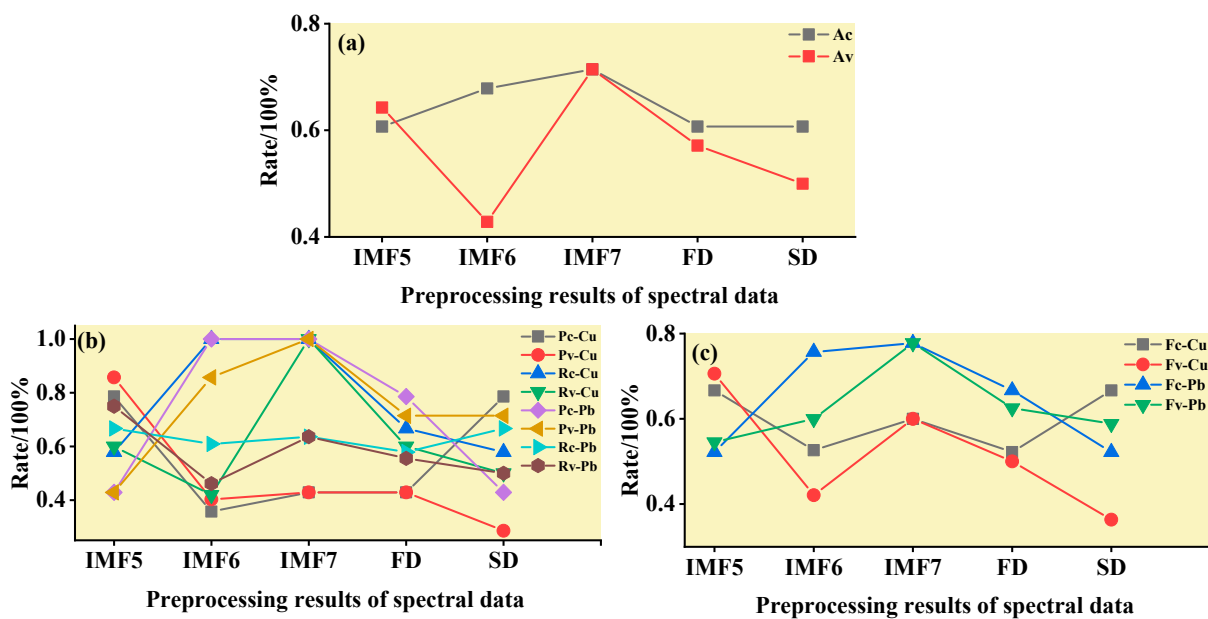 (a)
Ac
Av
Rate/100%
0.8
0.6
0.4
IMF5 IMF6 IMF7 FD SD
Preprocessing results of spectral data
(b)
Pc-Cu
Pv-Cu
Rc-Cu
Rv-Cu
Pc-Pb
Pv-Pb
Rc-Pb
Rv-Pb
Rate/100%
1.0
0.8
0.6
0.4
IMF5 IMF6 IMF7 FD SD
Preprocessing results of spectral data
(c)
Fc-Cu
Fv-Cu
Fc-Pb
Fv-Pb
Rate/100%
0.8
0.6
0.4
IMF5 IMF6 IMF7 FD SD
Preprocessing results of spectral data